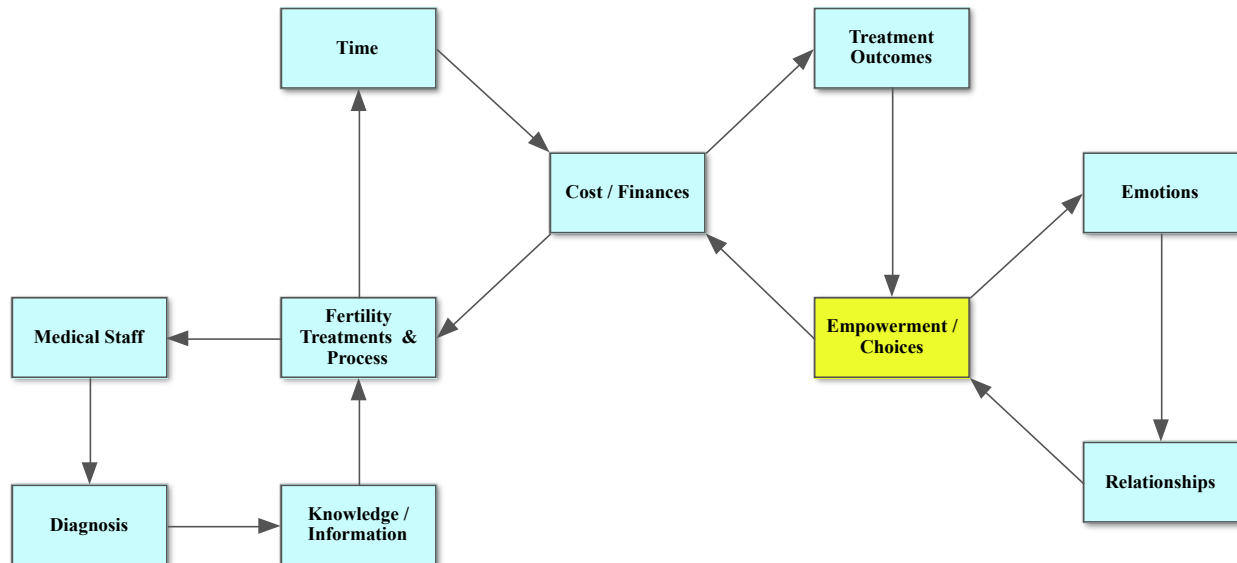 Time
Treatment
Outcomes
Cost / Finances
Emotions
Medical Staff
Fertility
Treatments & 
Process
Empowerment /
Choices
Diagnosis
Knowledge /
Information
Relationships